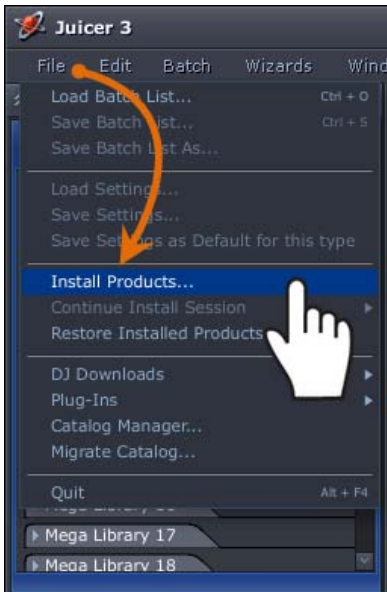 Juicer 3
File Edit Batch Wizards Wind
Load Batch List... Ctrl + O
Save Batch List... Ctrl + S
Save Batch List As...
Load Settings...
Save Settings...
Save Settings as Default for this type
Install Products...
Continue Install Session
Restore Installed Products
DJ Downloads
Plug-Ins
Catalog Manager...
Migrate Catalog...
Quit Alt + F4
Mega Library 17
Mega Library 18